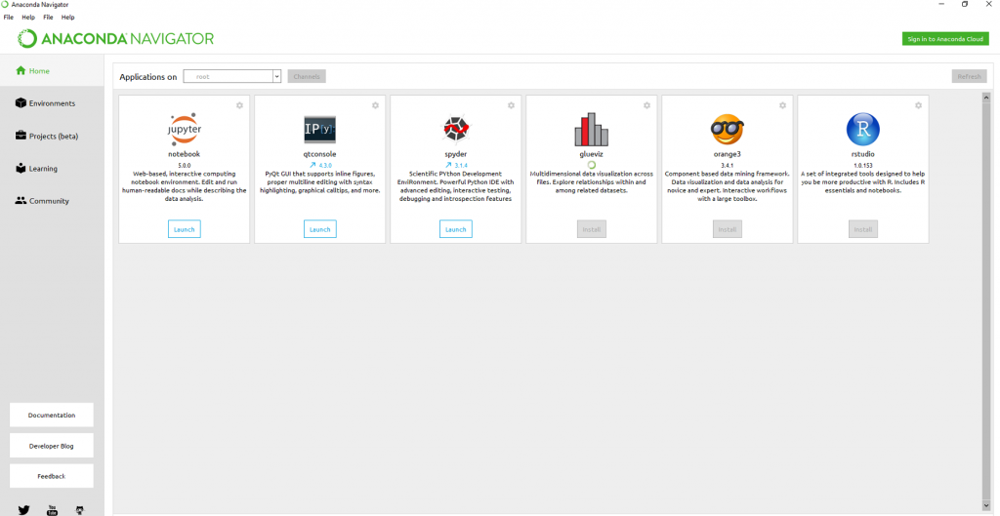 Anaconda Navigator
File Help File Help
ANACONDA NAVIGATOR
Sign in to Anaconda Cloud
Home
Environments
Projects (beta)
Learning
Community
Documentation
Developer Blog
Feedback
You
Tube
Applications on root Channels Refresh
jupyter
notebook
5.0.0
Web-based, interactive computing
notebook environment. Edit and run
human-readable docs while describing the
data analysis.
Launch
IP[y]:
qtconsole
4.3.0
PyQt GUI that supports inline figures,
proper multiline editing with syntax
highlighting, graphical calltips, and more.
Launch
spyder
3.1.4
Scientific PYthon Development
EnviRonment. Powerful Python IDE with
advanced editing, interactive testing,
debugging and introspection features
Launch
glueviz
Multidimensional data visualization across
files. Explore relationships within and
among related datasets.
Install
orange3
3.4.1
Component based data mining framework.
Data visualization and data analysis for
novice and expert. Interactive workflows
with a large toolbox.
Install
R
rstudio
1.0.153
A set of integrated tools designed to help
you be more productive with R. Includes R
essentials and notebooks.
Install